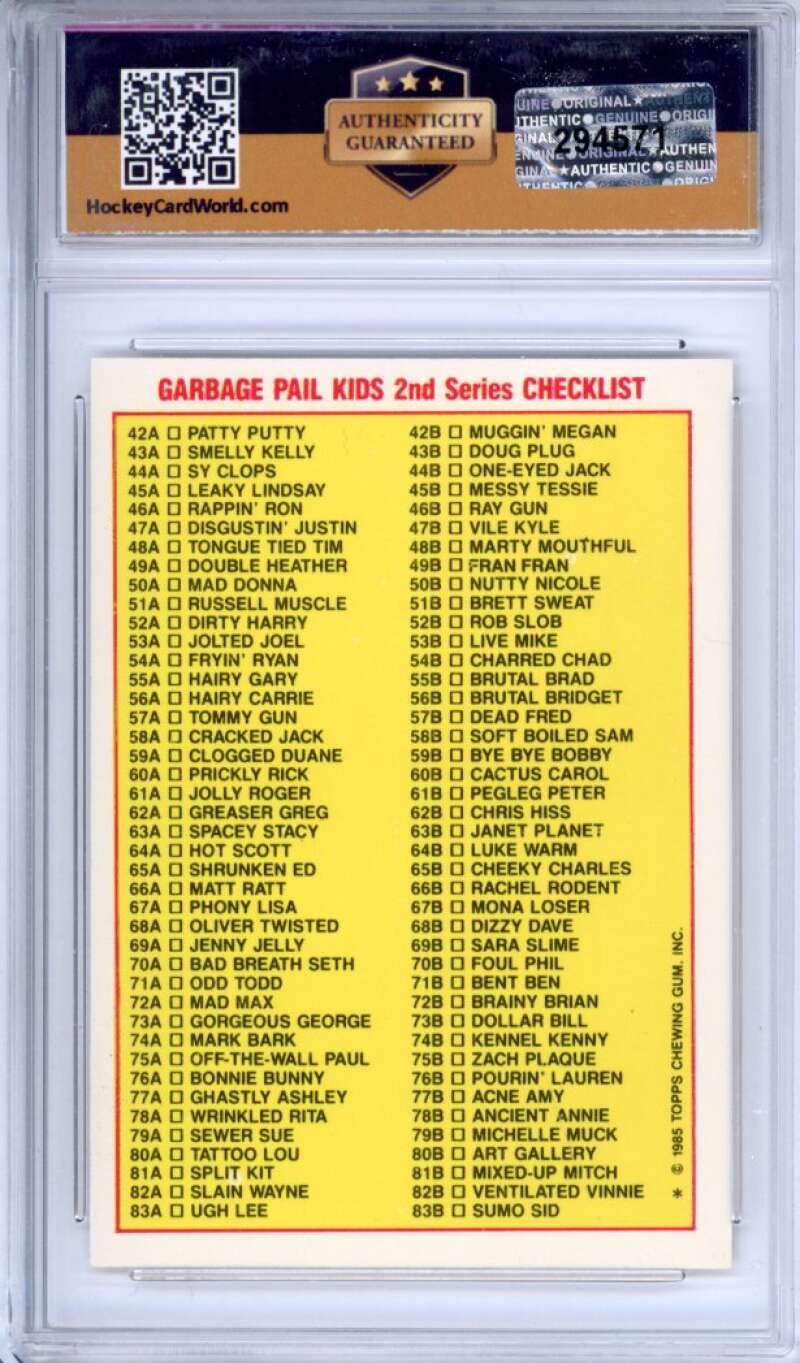 AUTHENTICITY
GUARANTEED
HockeyCardWorld.com
UINE ORIGINAL★AUTHENT
THENTIC GENUINE ORIGI
294571
ENUINE ORIGINAL★AUTHEN
GINAL★AUTHENTIC GENUIN
GARBAGE PAIL KIDS 2nd Series CHECKLIST
42A □ PATTY PUTTY 42B □ MUGGIN' MEGAN
43A □ SMELLY KELLY 43B □ DOUG PLUG
44A □ SY CLOPS 44B □ ONE-EYED JACK
45A □ LEAKY LINDSAY 45B □ MESSY TESSIE
46A □ RAPPIN' RON 46B □ RAY GUN
47A □ DISGUSTIN' JUSTIN 47B □ VILE KYLE
48A □ TONGUE TIED TIM 48B □ MARTY MOUTHFUL
49A □ DOUBLE HEATHER 49B □ FRAN FRAN
50A □ MAD DONNA 50B □ NUTTY NICOLE
51A □ RUSSELL MUSCLE 51B □ BRETT SWEAT
52A □ DIRTY HARRY 52B □ ROB SLOB
53A □ JOLTED JOEL 53B □ LIVE MIKE
54A □ FRYIN' RYAN 54B □ CHARRED CHAD
55A □ HAIRY GARY 55B □ BRUTAL BRAD
56A □ HAIRY CARRIE 56B □ BRUTAL BRIDGET
57A □ TOMMY GUN 57B □ DEAD FRED
58A □ CRACKED JACK 58B □ SOFT BOILED SAM
59A □ CLOGGED DUANE 59B □ BYE BYE BOBBY
60A □ PRICKLY RICK 60B □ CACTUS CAROL
61A □ JOLLY ROGER 61B □ PEGLEG PETER
62A □ GREASER GREG 62B □ CHRIS HISS
63A □ SPACEY STACY 63B □ JANET PLANET
64A □ HOT SCOTT 64B □ LUKE WARM
65A □ SHRUNKEN ED 65B □ CHEEKY CHARLES
66A □ MATT RATT 66B □ RACHEL RODENT
67A □ PHONY LISA 67B □ MONA LOSER
68A □ OLIVER TWISTED 68B □ DIZZY DAVE
69A □ JENNY JELLY 69B □ SARA SLIME
70A □ BAD BREATH SETH 70B □ FOUL PHIL
71A □ ODD TODD 71B □ BENT BEN
72A □ MAD MAX 72B □ BRAINY BRIAN
73A □ GORGEOUS GEORGE 73B □ DOLLAR BILL
74A □ MARK BARK 74B □ KENNEL KENNY
75A □ OFF-THE-WALL PAUL 75B □ ZACH PLAQUE
76A □ BONNIE BUNNY 76B □ POURIN' LAUREN
77A □ GHASTLY ASHLEY 77B □ ACNE AMY
78A □ WRINKLED RITA 78B □ ANCIENT ANNIE
79A □ SEWER SUE 79B □ MICHELLE MUCK
80A □ TATTOO LOU 80B □ ART GALLERY
81A □ SPLIT KIT 81B □ MIXED-UP MITCH
82A □ SLAIN WAYNE 82B □ VENTILATED VINNIE
83A □ UGH LEE 83B □ SUMO SID
* © 1985 TOPPS CHEWING GUM. INC.